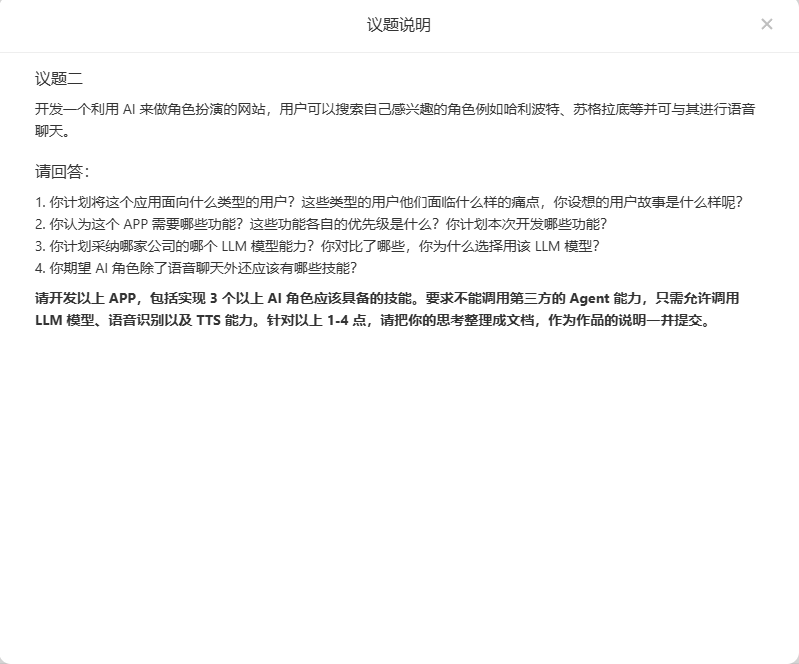 议题说明
×
议题二
开发一个利用 AI 来做角色扮演的网站，用户可以搜索自己感兴趣的角色例如哈利波特、苏格拉底等并可与其进行语音
聊天。
请回答：
1. 你计划将这个应用面向什么类型的用户？这些类型的用户他们面临什么样的痛点，你设想的用户故事是什么样呢？
2. 你认为这个 APP 需要哪些功能？这些功能各自的优先级是什么？你计划本次开发哪些功能？
3. 你计划采纳哪家公司的哪个 LLM 模型能力？你对比了哪些，你为什么选择用该 LLM 模型？
4. 你期望 AI 角色除了语音聊天外还应该有哪些技能？
请开发以上 APP，包括实现 3 个以上 AI 角色应该具备的技能。要求不能调用第三方的 Agent 能力，只需允许调用
LLM 模型、语音识别以及 TTS 能力。针对以上 1-4 点，请把你的思考整理成文档，作为作品的说明一并提交。